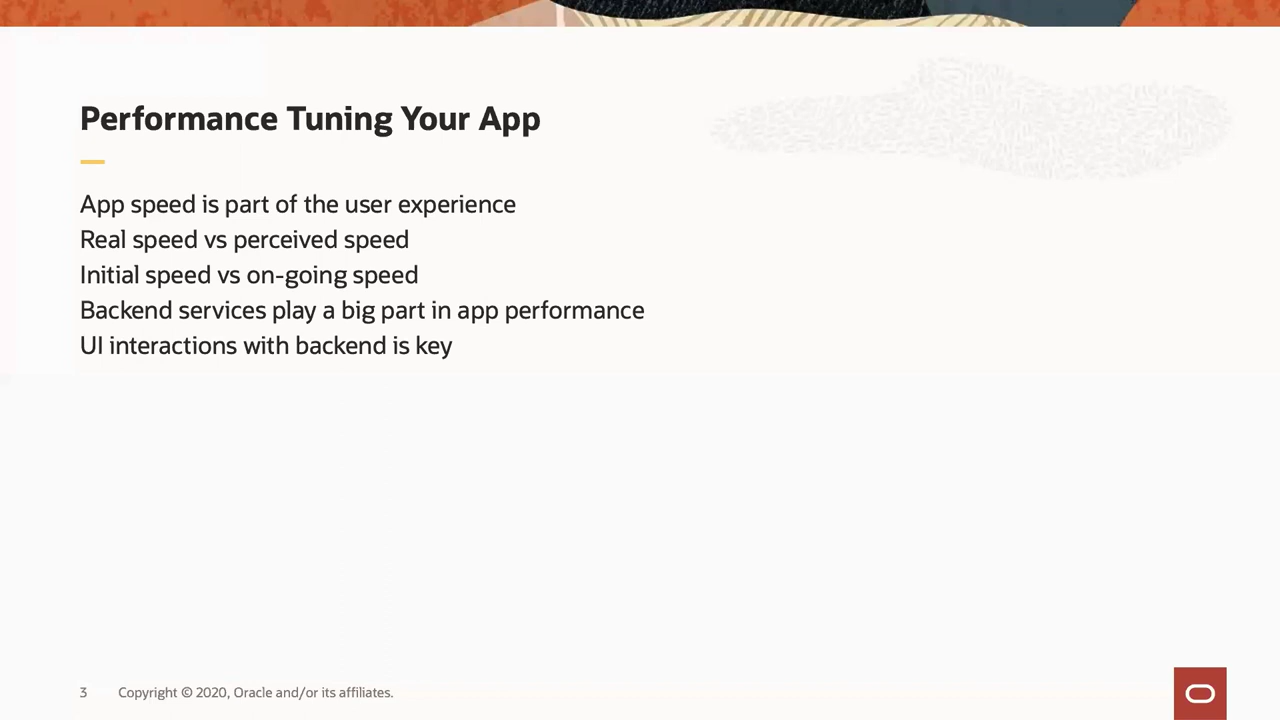 Performance Tuning Your App
App speed is part of the user experience
Real speed vs perceived speed
Initial speed vs on-going speed
Backend services play a big part in app performance
UI interactions with backend is key
3 Copyright © 2020, Oracle and/or its affiliates.